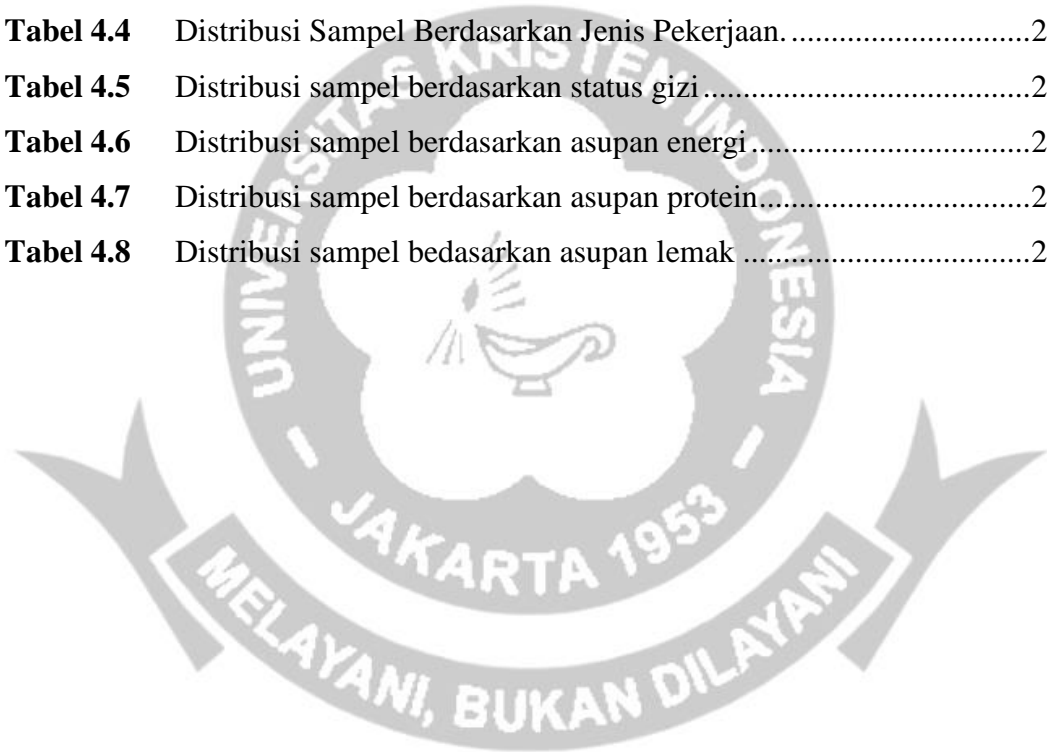 Tabel 4.4 Distribusi Sampel Berdasarkan Jenis Pekerjaan. ..............................2
Tabel 4.5 Distribusi sampel berdasarkan status gizi .........................................2
Tabel 4.6 Distribusi sampel berdasarkan asupan energi...................................2
Tabel 4.7 Distribusi sampel berdasarkan asupan protein..................................2
Tabel 4.8 Distribusi sampel bedasarkan asupan lemak ....................................2
UNIVERSITAS KRISTEN INDONESIA
– JAKARTA 1953 –
MELAYANI, BUKAN DILAYANI